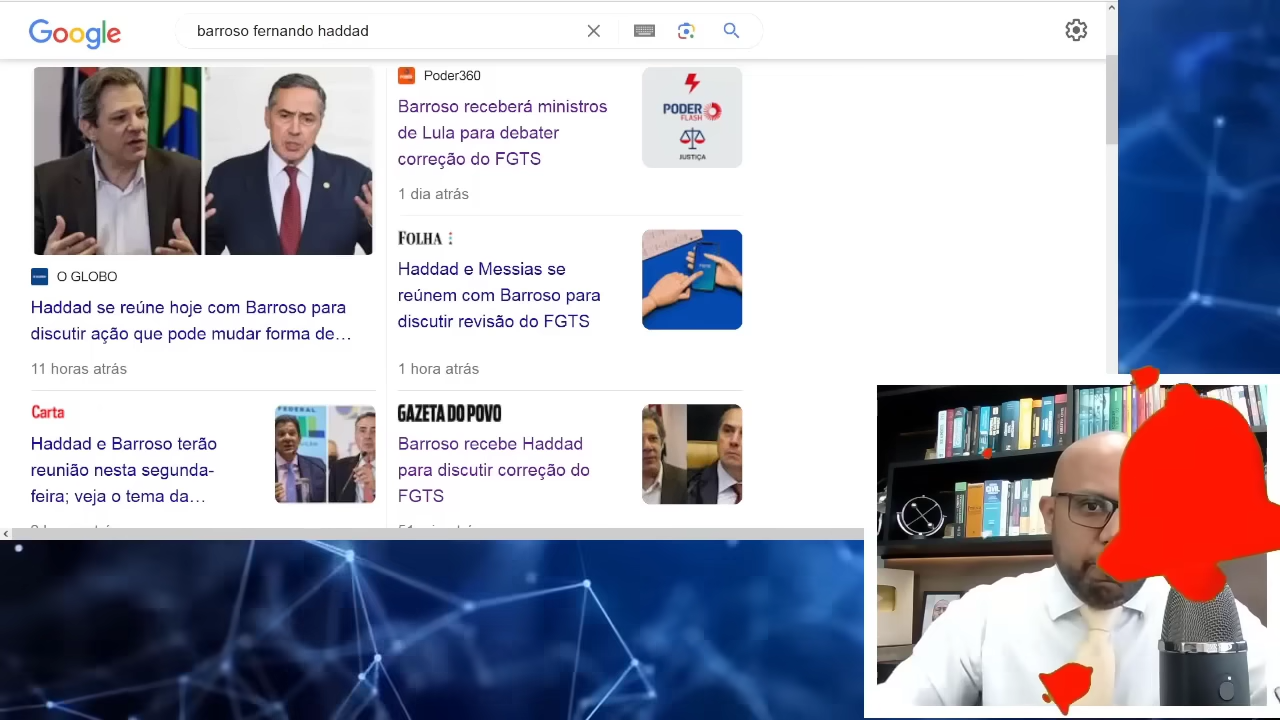 Google
barroso fernando haddad
O GLOBO
Haddad se reúne hoje com Barroso para
discutir ação que pode mudar forma de...
11 horas atrás
Carta
Haddad e Barroso terão
reunião nesta segunda-
feira; veja o tema da...
FEDERAL
Poder360
Barroso receberá ministros
de Lula para debater
correção do FGTS
1 dia atrás
PODER
FLASH
JUSTIÇA
FOLHA
Haddad e Messias se
reúnem com Barroso para
discutir revisão do FGTS
1 hora atrás
GAZETA DO POVO
Barroso recebe Haddad
para discutir correção do
FGTS
CIVIL